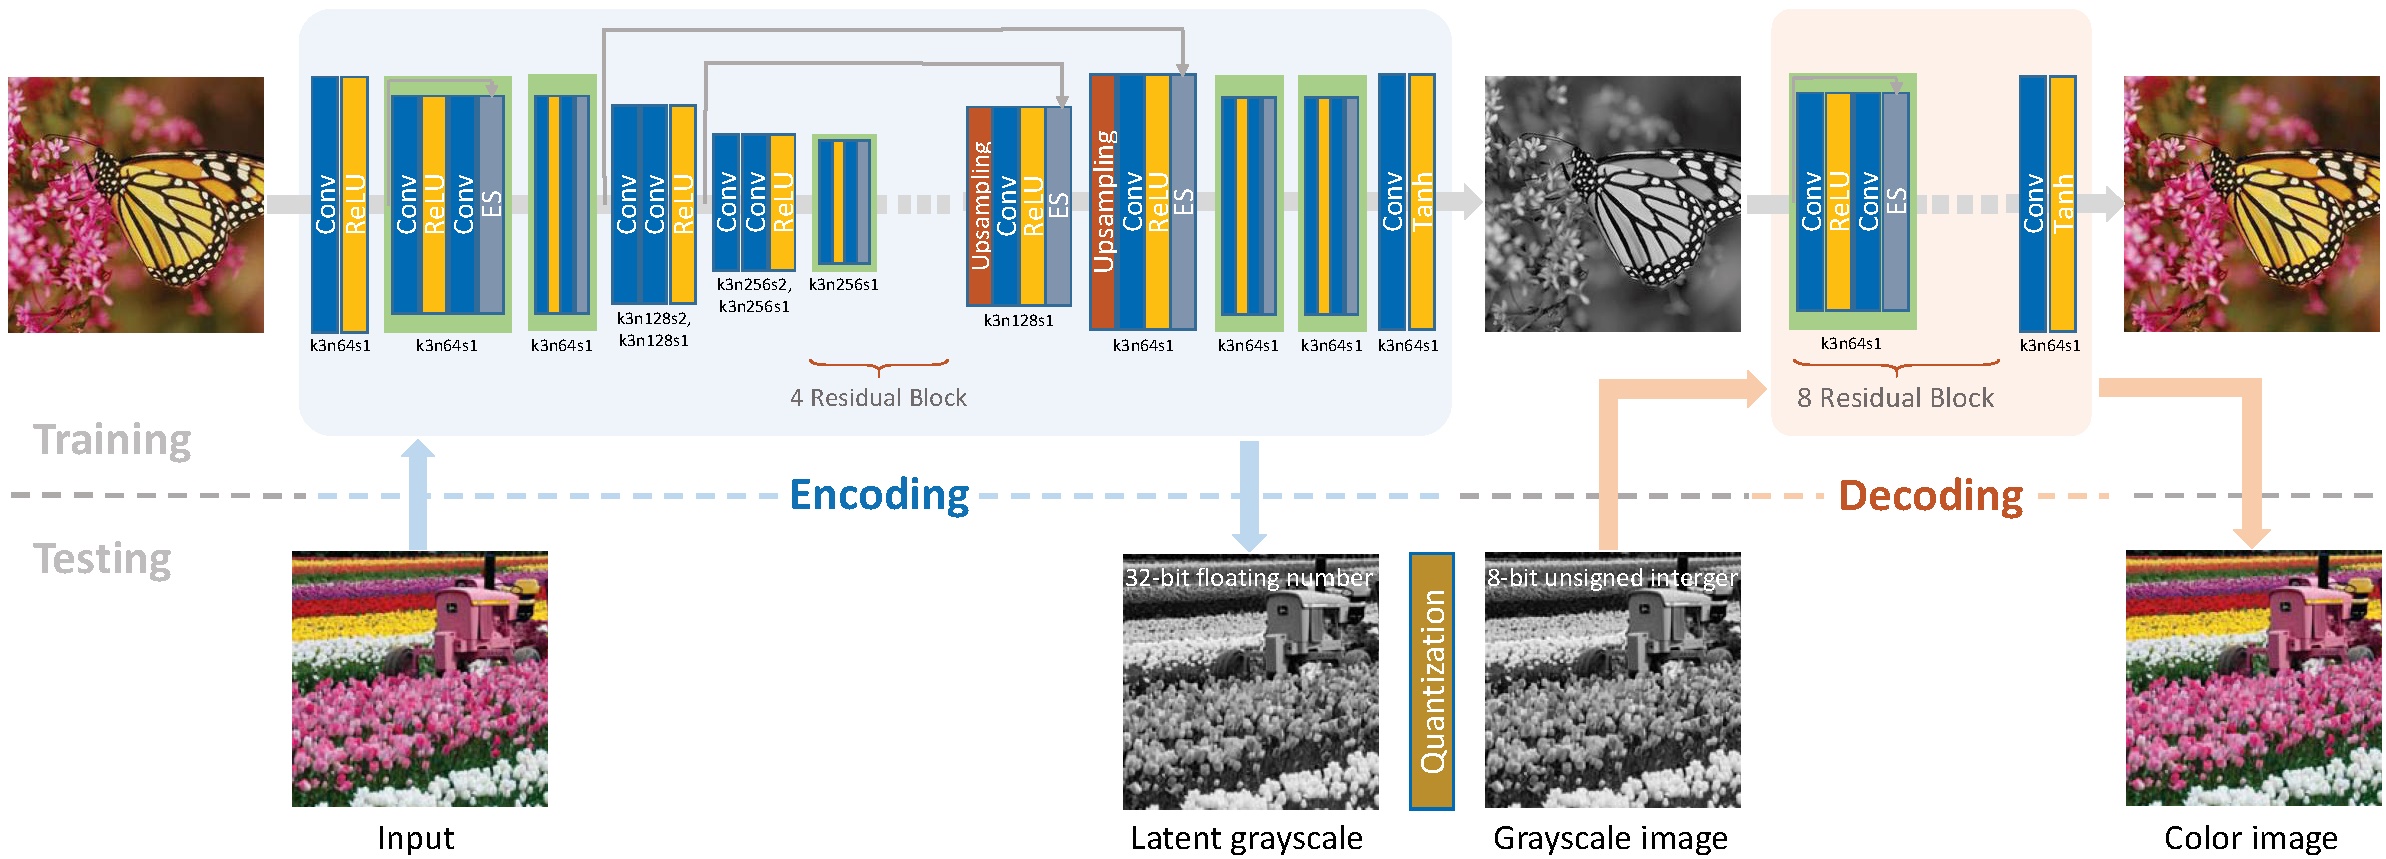 Conv
ReLU
k3n64s1
Conv
ReLU
Conv
ES
k3n64s1
k3n64s1
Conv
Conv
ReLU
k3n128s2,
k3n128s1
Conv
Conv
ReLU
k3n256s2,
k3n256s1
k3n256s1
4 Residual Block
Upsampling
Conv
ReLU
ES
k3n128s1
Upsampling
Conv
ReLU
ES
k3n64s1
k3n64s1
k3n64s1
Conv
Tanh
k3n64s1
Conv
ReLU
Conv
ES
k3n64s1
8 Residual Block
Conv
Tanh
k3n64s1
Training
Encoding
Decoding
Testing
32-bit floating number
Quantization
8-bit unsigned interger
Input
Latent grayscale
Grayscale image
Color image